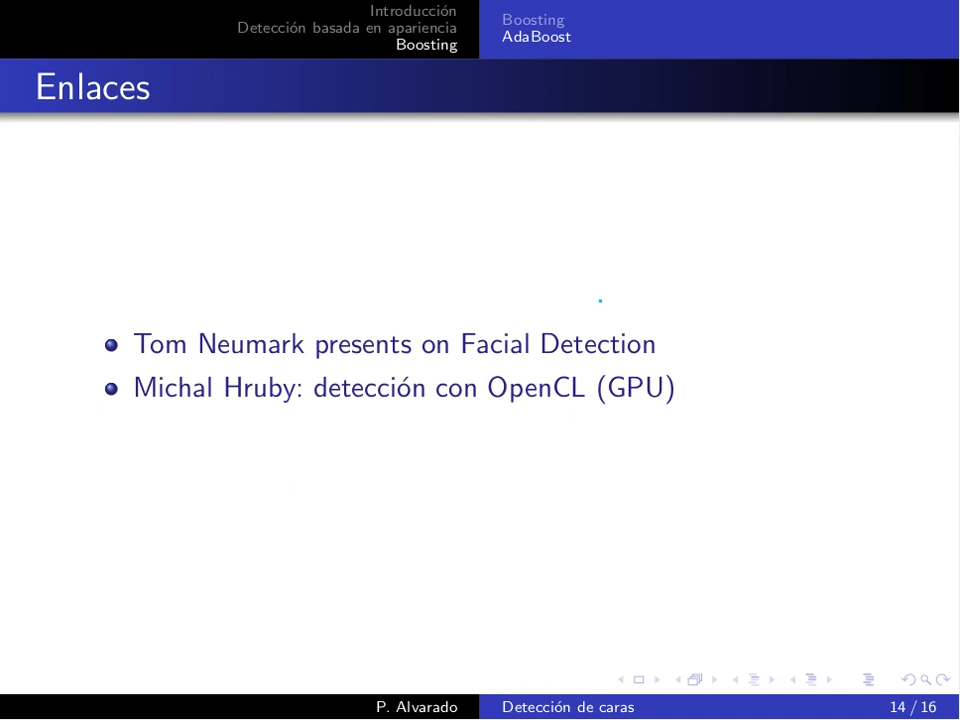 Introducción
Detección basada en apariencia
Boosting
Boosting
AdaBoost
Enlaces
Tom Neumark presents on Facial Detection
Michal Hruby: detección con OpenCL (GPU)
P. Alvarado
Detección de caras
14 / 16